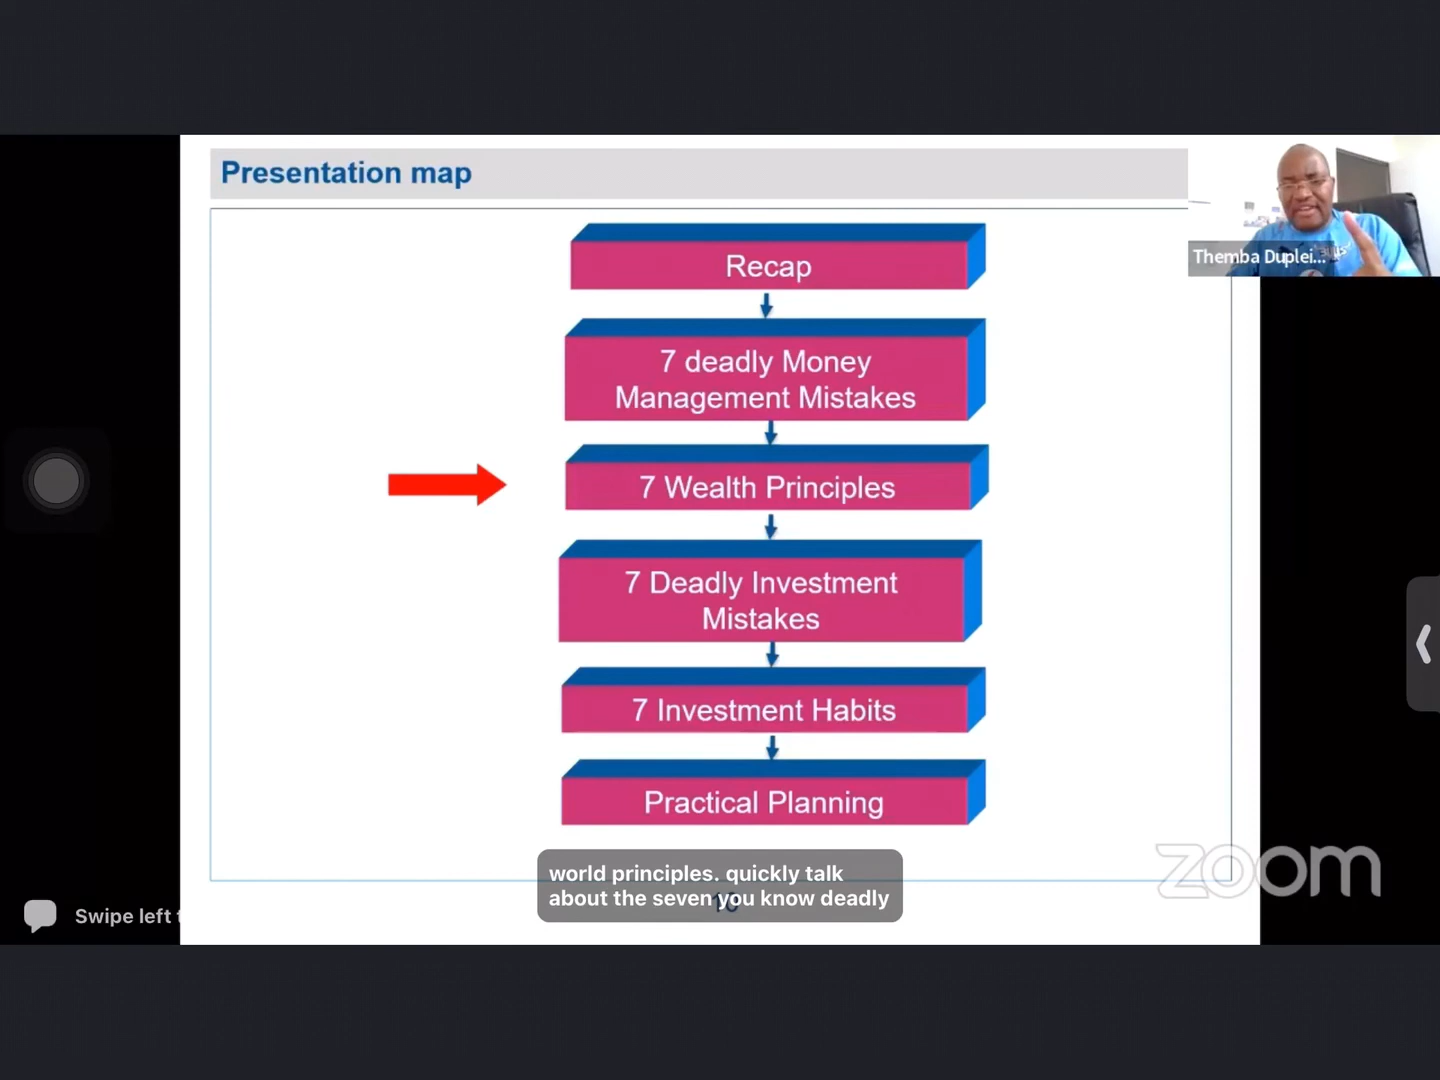 Presentation map
Themba Duplei...
Recap
7 deadly Money
Management Mistakes
7 Wealth Principles
7 Deadly Investment
Mistakes
7 Investment Habits
Practical Planning
world principles. quickly talk
about the seven you know deadly
zoom
Swipe left